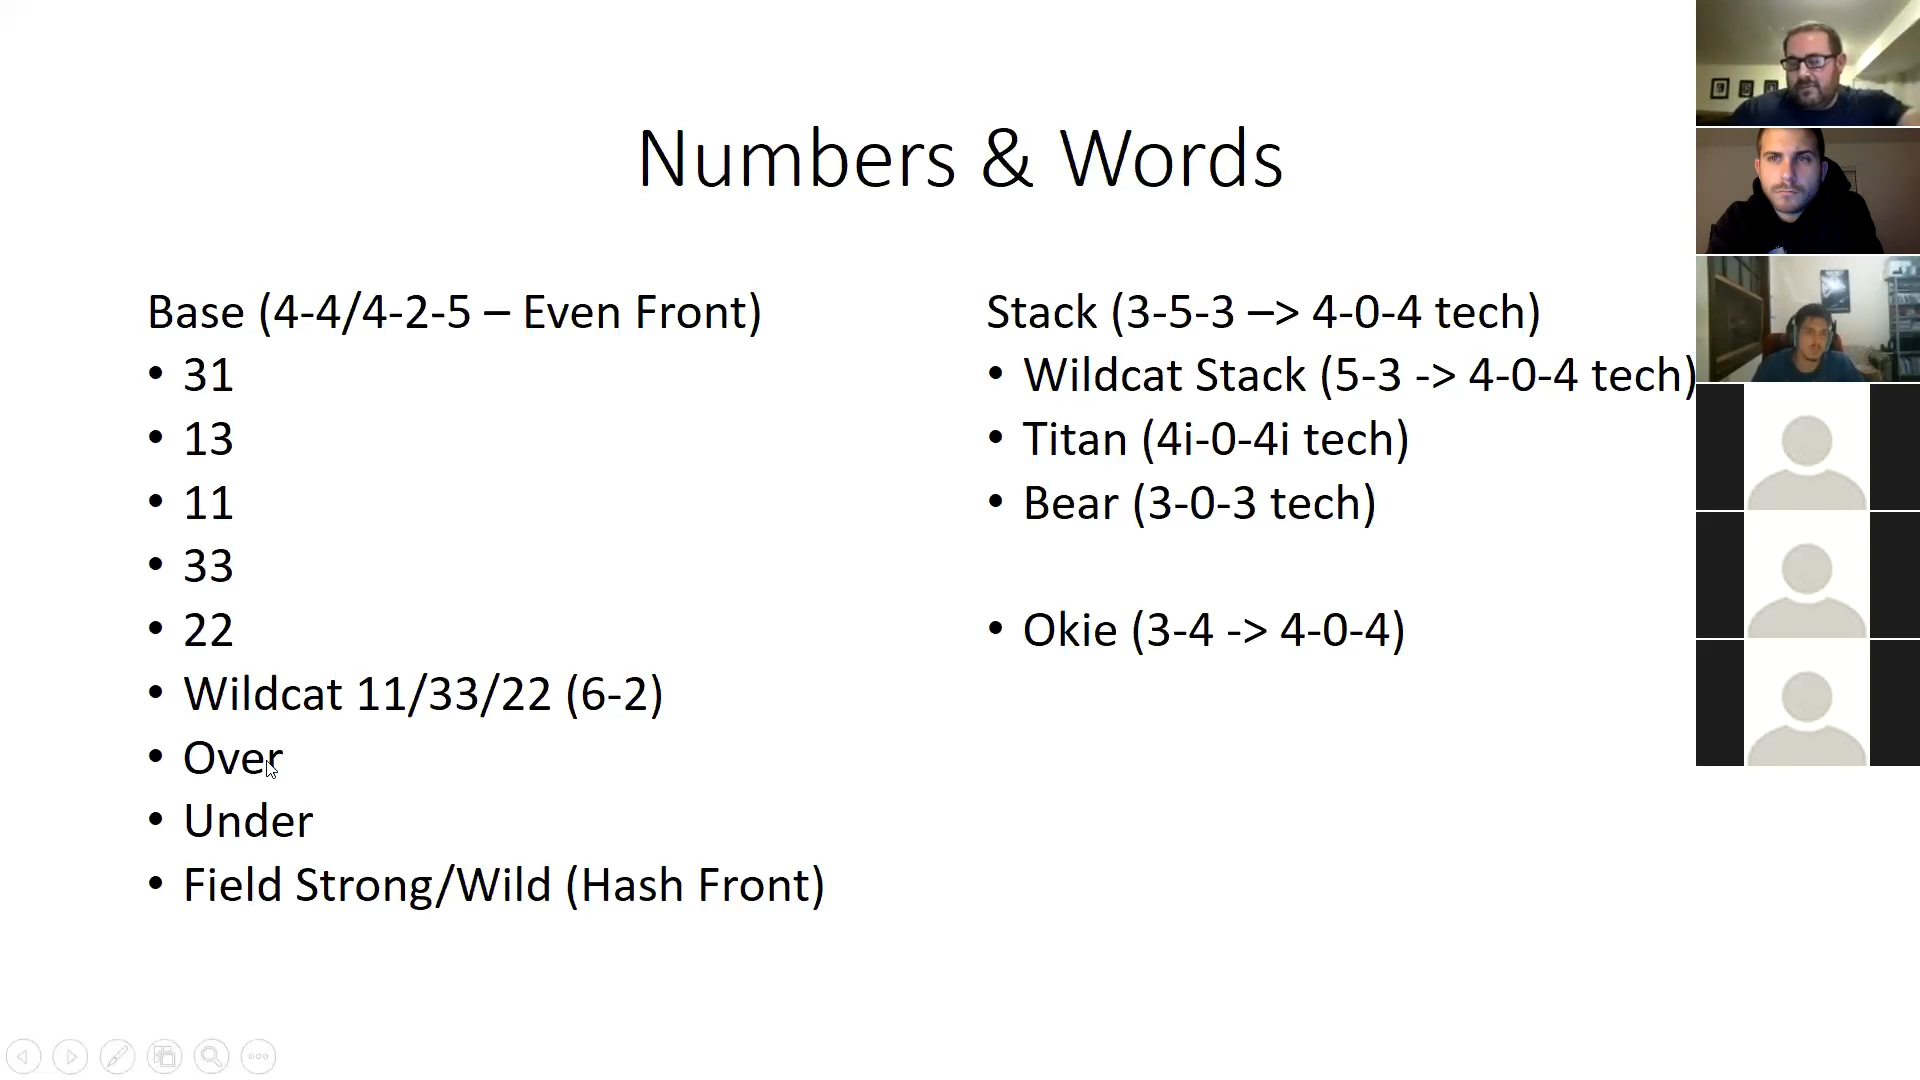 Numbers & Words
Base (4-4/4-2-5 – Even Front)
• 31
• 13
• 11
• 33
• 22
• Wildcat 11/33/22 (6-2)
• Over
• Under
• Field Strong/Wild (Hash Front)
Stack (3-5-3 –> 4-0-4 tech)
• Wildcat Stack (5-3 -> 4-0-4 tech)
• Titan (4i-0-4i tech)
• Bear (3-0-3 tech)
• Okie (3-4 -> 4-0-4)